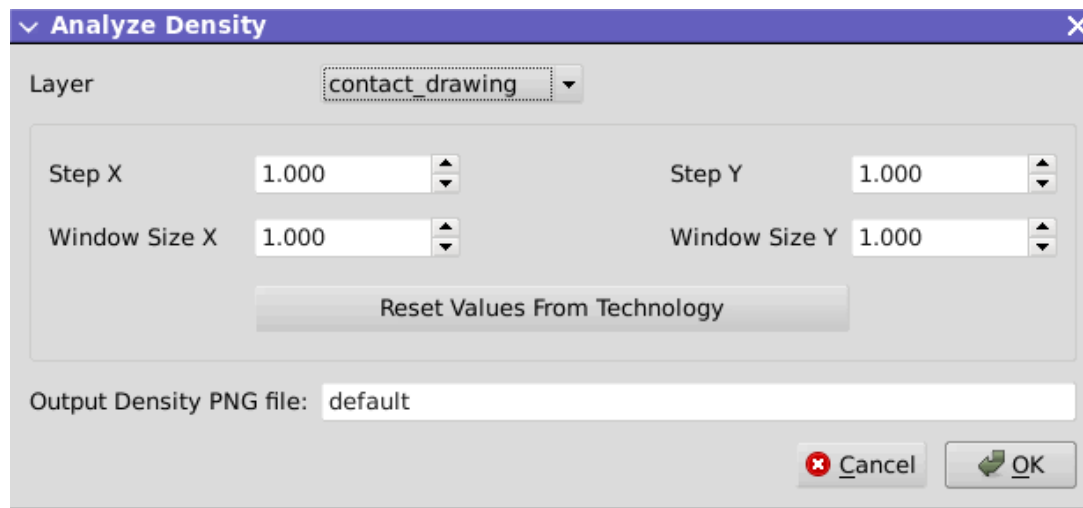 Analyze Density
Layer contact_drawing
Step X 1.000 Step Y 1.000
Window Size X 1.000 Window Size Y 1.000
Reset Values From Technology
Output Density PNG file: default
Cancel OK